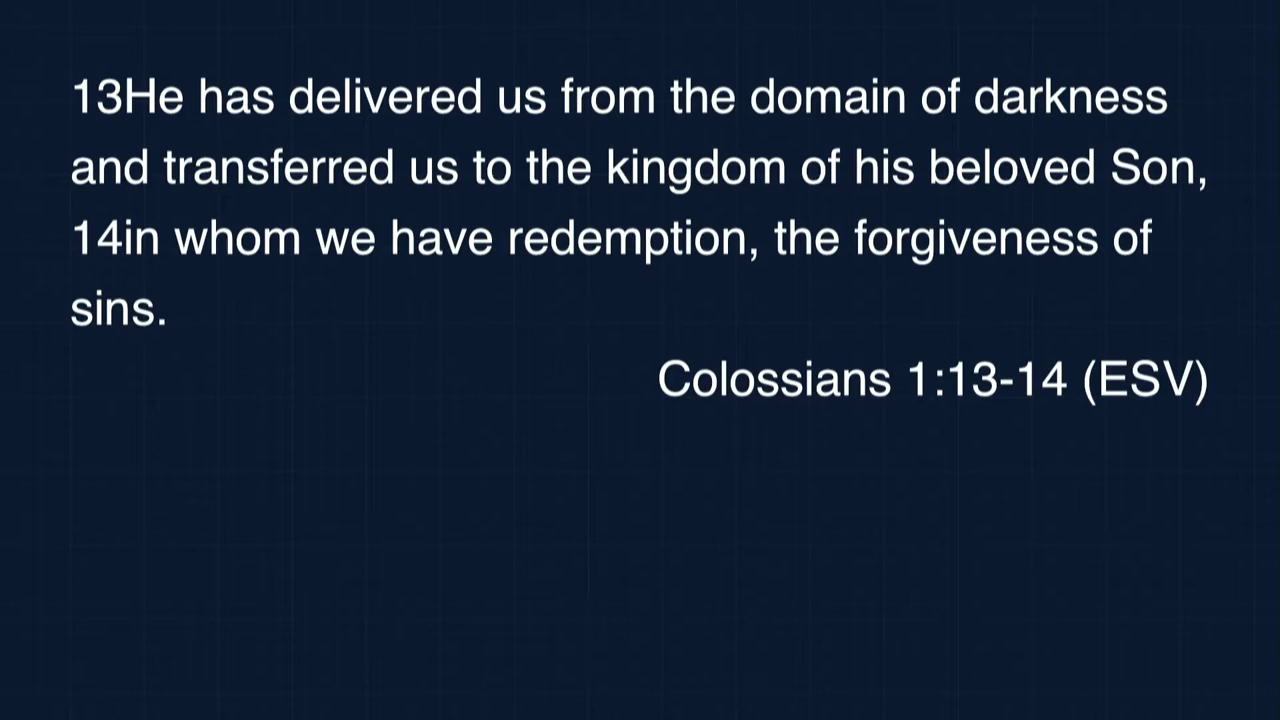 13He has delivered us from the domain of darkness
and transferred us to the kingdom of his beloved Son,
14in whom we have redemption, the forgiveness of
sins.
Colossians 1:13-14 (ESV)